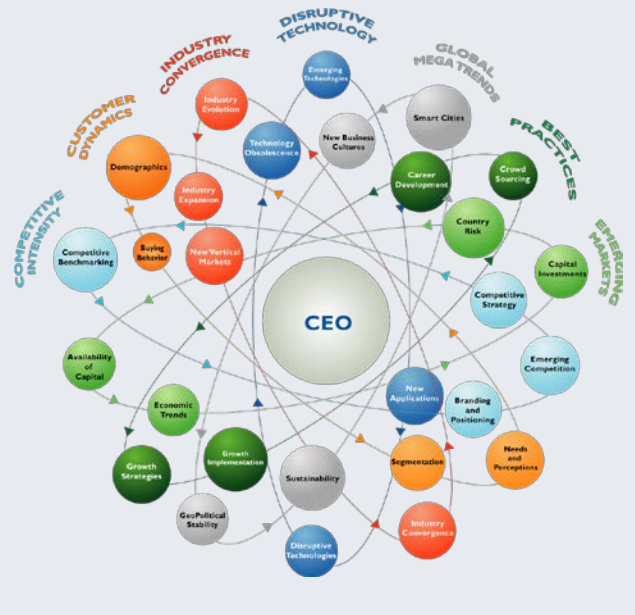 DISRUPTIVE
TECHNOLOGY
INDUSTRY
CONVERGENCE
GLOBAL
MEGA TRENDS
CUSTOMER
DYNAMICS
BEST
PRACTICES
COMPETITIVE
INTENSITY
EMERGING
MARKETS
Emerging
Technologies
Industry
Evolution
Smart Cities
Technology
Obsolescence
New Business
Cultures
Demographics
Career
Development
Crowd
Sourcing
Industry
Expansion
Country
Risk
Competitive
Benchmarking
Buying
Behavior
New Vertical
Markets
Capital
Investments
Competitive
Strategy
CEO
Availability
of
Capital
Emerging
Competition
New
Applications
Economic
Trends
Branding
and
Positioning
Growth
Strategies
Growth
Implementation
Segmentation
Needs
and
Perceptions
Sustainability
GeoPolitical
Stability
Industry
Convergence
Disruptive
Technologies